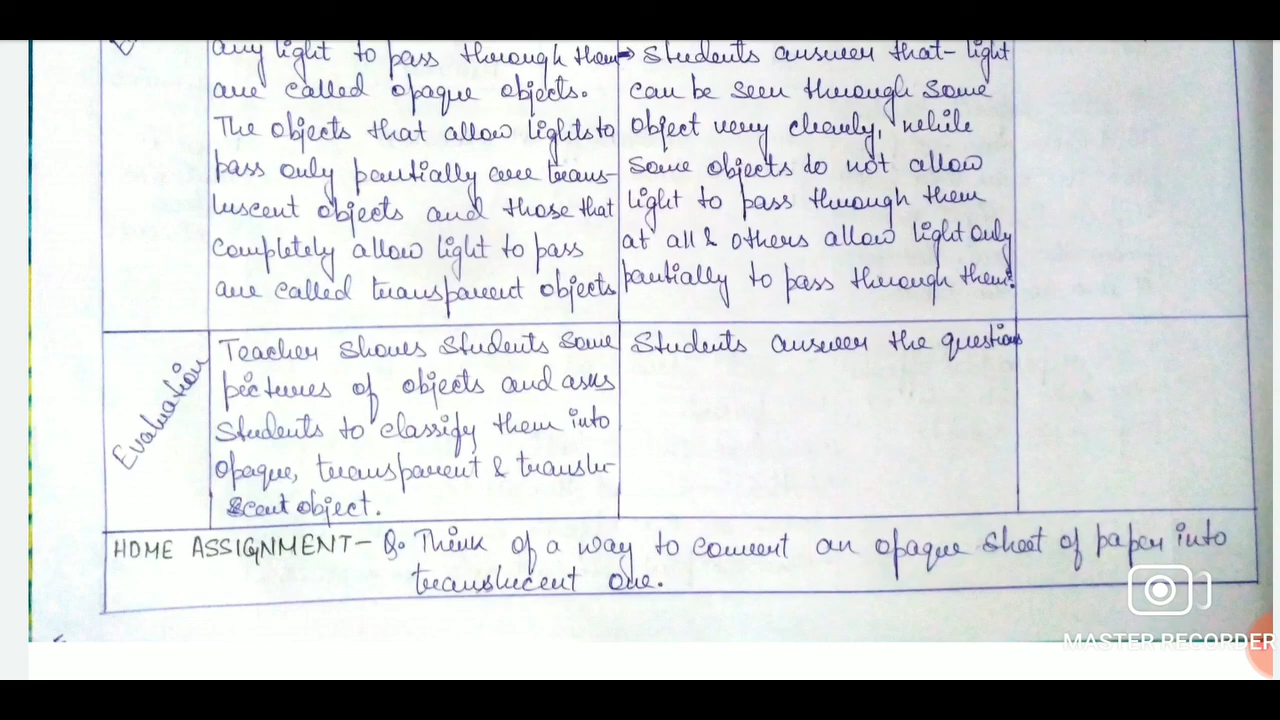 any light to pass through them
are called opaque objects.
The objects that allow lights to
pass only partially are trans-
luscent objects and those that
completely allow light to pass
are called transparent objects
→ Students answer that - light
can be seen through some
object very clearly, while
some objects do not allow
light to pass through them
at all & others allow light only
partially to pass through them.
Evaluation
Teacher shows students some
pictures of objects and asks
students to classify them into
opaque, transparent & translu-
scent object.
Students answer the questions
HOME ASSIGNMENT - Q. Think of a way to convert an opaque sheet of paper into
translucent one.
MASTER RECORDER